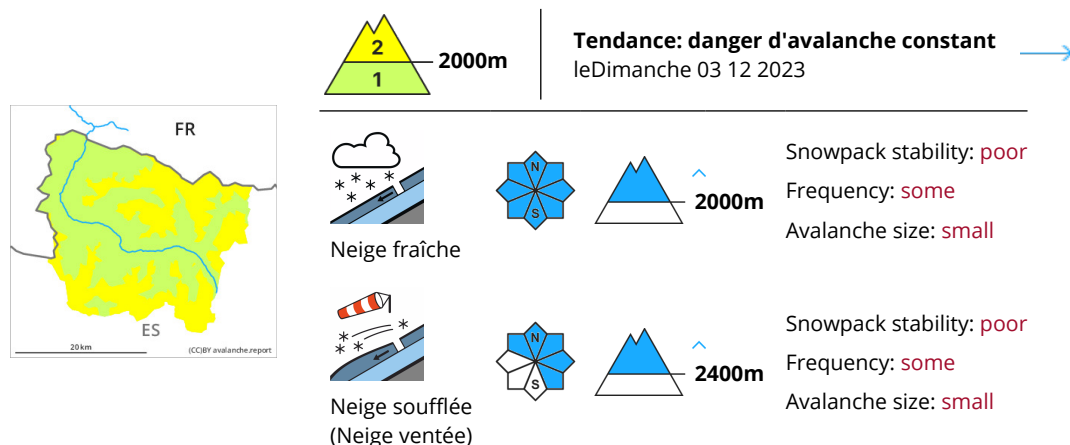 2
1
2000m
Tendance: danger d'avalanche constant
leDimanche 03 12 2023
FR
ES
20 km
(CC)BY avalanche.report
Neige fraîche
N
S
2000m
Snowpack stability: poor
Frequency: some
Avalanche size: small
Neige soufflée
(Neige ventée)
N
S
2400m
Snowpack stability: poor
Frequency: some
Avalanche size: small